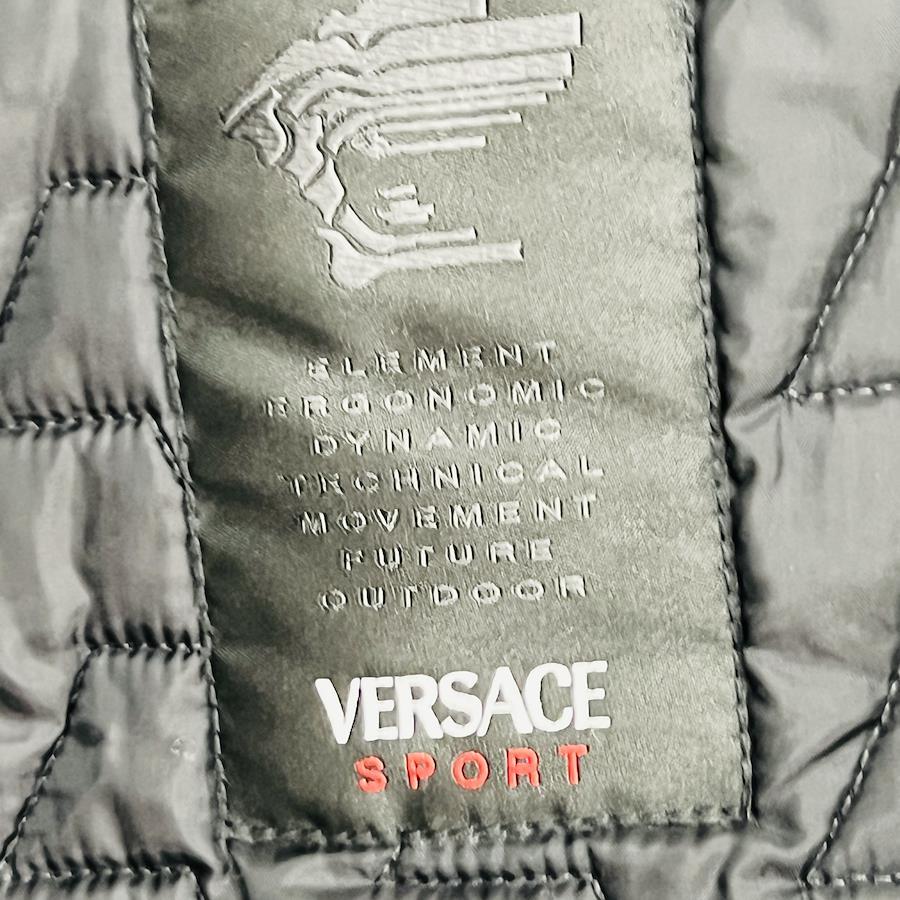 ELEMENT
ERGONOMIC
DYNAMIC
TECHNICAL
MOVEMENT
FUTURE
OUTDOOR
VERSACE
SPORT